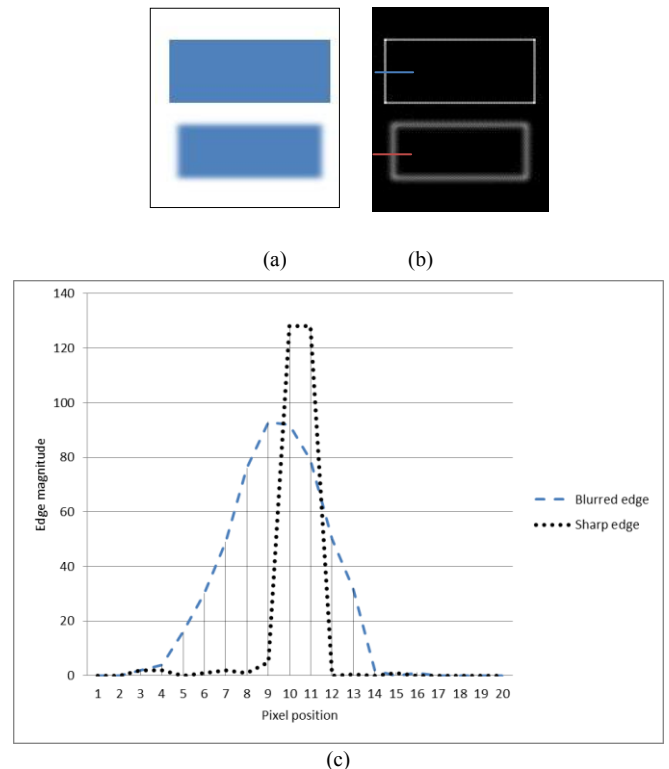 (a) (b)
140
120
100
80
60
40
20
0
Edge magnitude
1 2 3 4 5 6 7 8 9 10 11 12 13 14 15 16 17 18 19 20
Pixel position
Blurred edge
Sharp edge
(c)